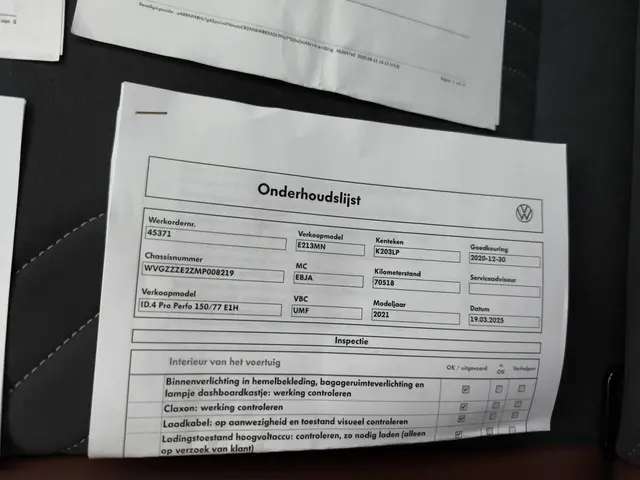 Onderhoudslijst
Werkordernr.
45371
Verkoopmodel
E213MN
Kenteken
K203LP
Goedkeuring
2020-12-30
Chassisnummer
WVGZZZE2ZMP008219
MC
EBJA
Kilometerstand
70518
Serviceadviseur
Verkoopmodel
ID.4 Pro Perfo 150/77 E1H
VBC
UMF
Modeljaar
2021
Datum
19.03.2025
Inspectie
Interieur van het voertuig
OK / uitgevoerd
n. OK
Verholpen
Binnenverlichting in hemelbekleding, bagageruimteverlichting en
lampje dashboardkastje: werking controleren
Claxon: werking controleren
Laadkabel: op aanwezigheid en toestand visueel controleren
Ladingstoestand hoogvoltaccu: controleren, zo nodig laden (alleen
op verzoek van klant)